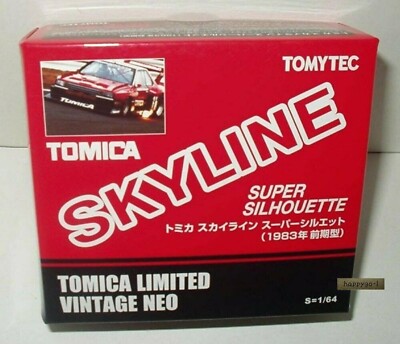 TOMYTEC
TOMICA
TOMICA
SKYLINE
SUPER
SILHOUETTE
トミカ スカイライン スーパーシルエット
(1983年 前期型)
TOMICA LIMITED
VINTAGE NEO
S=1/64
happygo-l